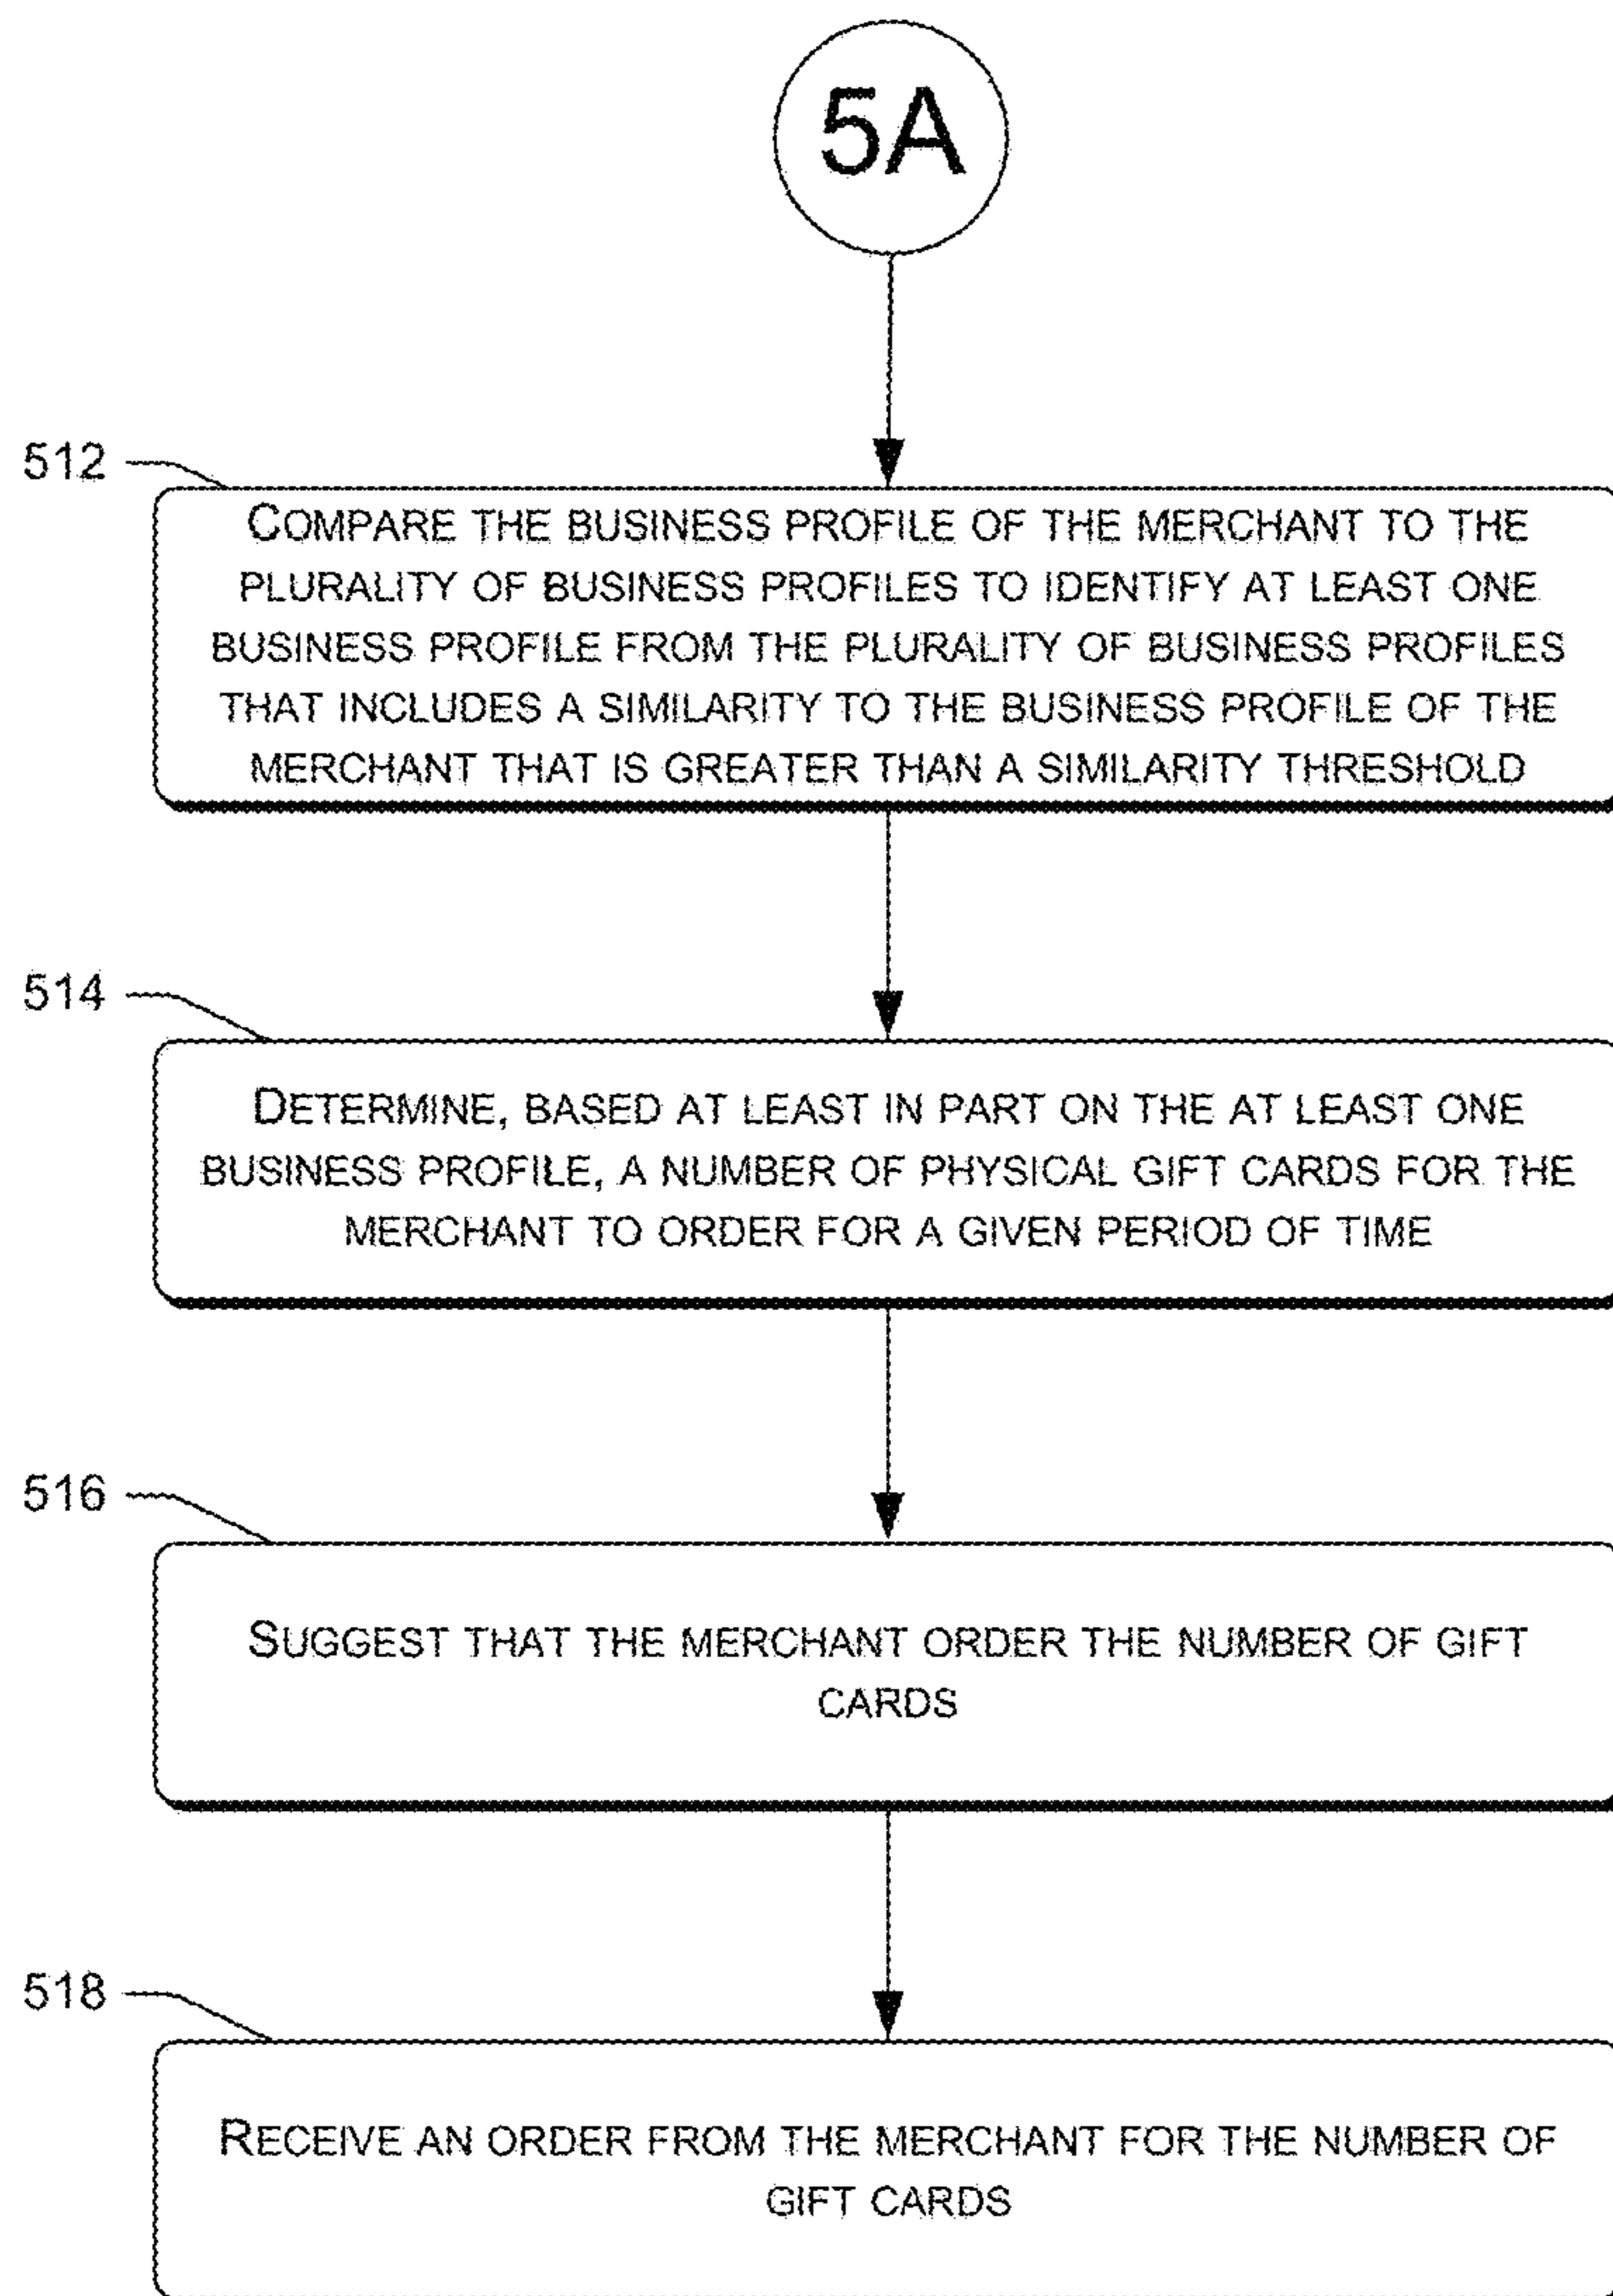 5A
512
COMPARE THE BUSINESS PROFILE OF THE MERCHANT TO THE
PLURALITY OF BUSINESS PROFILES TO IDENTIFY AT LEAST ONE
BUSINESS PROFILE FROM THE PLURALITY OF BUSINESS PROFILES
THAT INCLUDES A SIMILARITY TO THE BUSINESS PROFILE OF THE
MERCHANT THAT IS GREATER THAN A SIMILARITY THRESHOLD
514
DETERMINE, BASED AT LEAST IN PART ON THE AT LEAST ONE
BUSINESS PROFILE, A NUMBER OF PHYSICAL GIFT CARDS FOR THE
MERCHANT TO ORDER FOR A GIVEN PERIOD OF TIME
516
SUGGEST THAT THE MERCHANT ORDER THE NUMBER OF GIFT
CARDS
518
RECEIVE AN ORDER FROM THE MERCHANT FOR THE NUMBER OF
GIFT CARDS